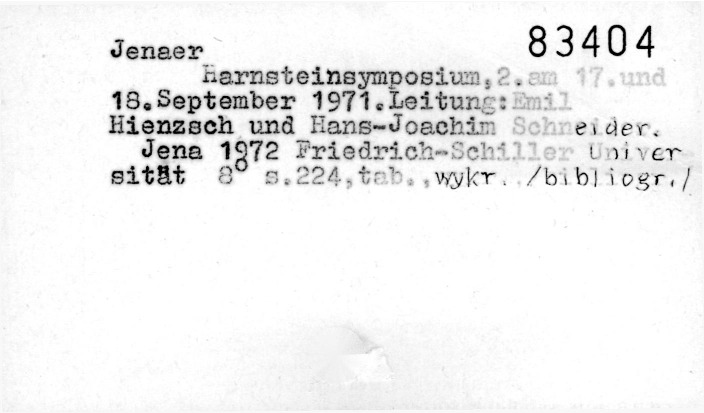 83404
Jenaer
Harnsteinsymposium,2.am 17.und
18.September 1971.Leitung:Emil
Hienzsch und Hans-Joachim Schneider.
Jena 1972 Friedrich-Schiller Univer-
sität 8° s.224,tab.,wykr. /bibliogr./